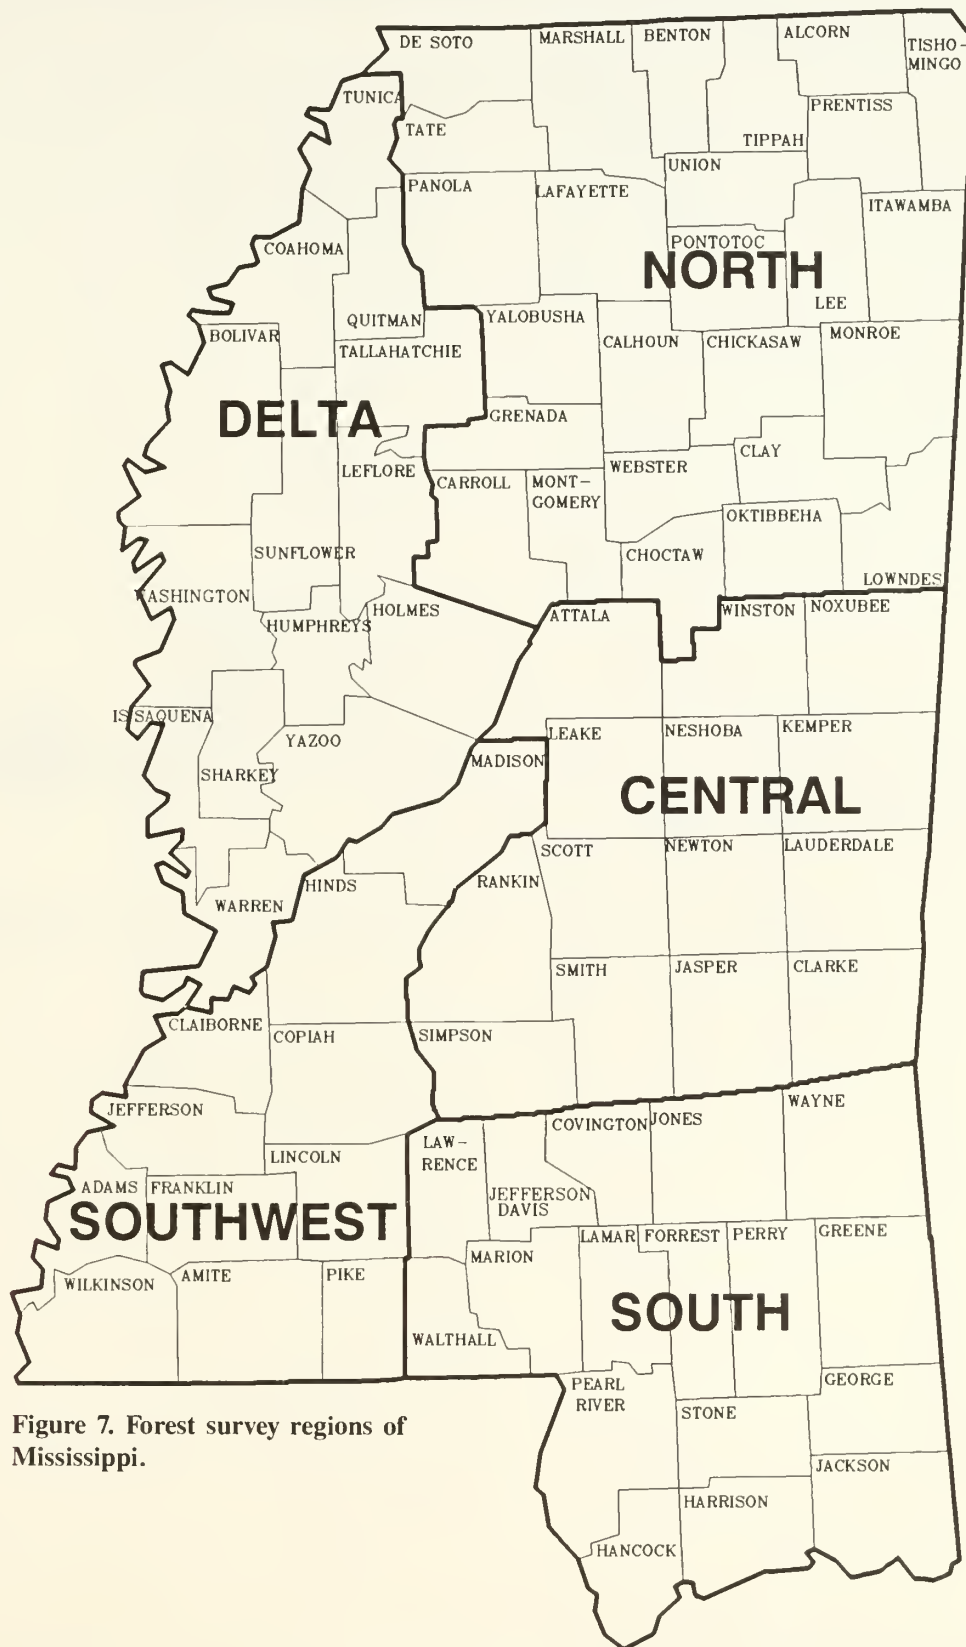 DE SOTO
MARSHALL
BENTON
ALCORN
TISHO-
MINGO
TUNICA
TATE
PRENTISS
TIPPAH
UNION
PANOLA
LAFAYETTE
ITAWAMBA
COAHOMA
PONTOTOC
NORTH
LEE
QUITMAN
YALOBUSHA
BOLIVAR
TALLAHATCHIE
CALHOUN
CHICKASAW
MONROE
DELTA
GRENADA
LEFLORE
CARROLL
MONT-
GOMERY
WEBSTER
CLAY
OKTIBBEHA
SUNFLOWER
CHOCTAW
LOWNDES
WASHINGTON
HUMPHREYS
HOLMES
ATTALA
WINSTON
NOXUBEE
ISSAQUENA
YAZOO
LEAKE
NESHOBA
KEMPER
SHARKEY
MADISON
CENTRAL
SCOTT
NEWTON
LAUDERDALE
WARREN
HINDS
RANKIN
SMITH
JASPER
CLARKE
CLAIBORNE
COPIAH
SIMPSON
JEFFERSON
COVINGTON
JONES
WAYNE
LINCOLN
LAW-
RENCE
ADAMS
FRANKLIN
JEFFERSON
DAVIS
SOUTHWEST
MARION
LAMAR
FORREST
PERRY
GREENE
WILKINSON
AMITE
PIKE
SOUTH
WALTHALL
PEARL
RIVER
STONE
GEORGE
JACKSON
HARRISON
HANCOCK
Figure 7. Forest survey regions of
Mississippi.